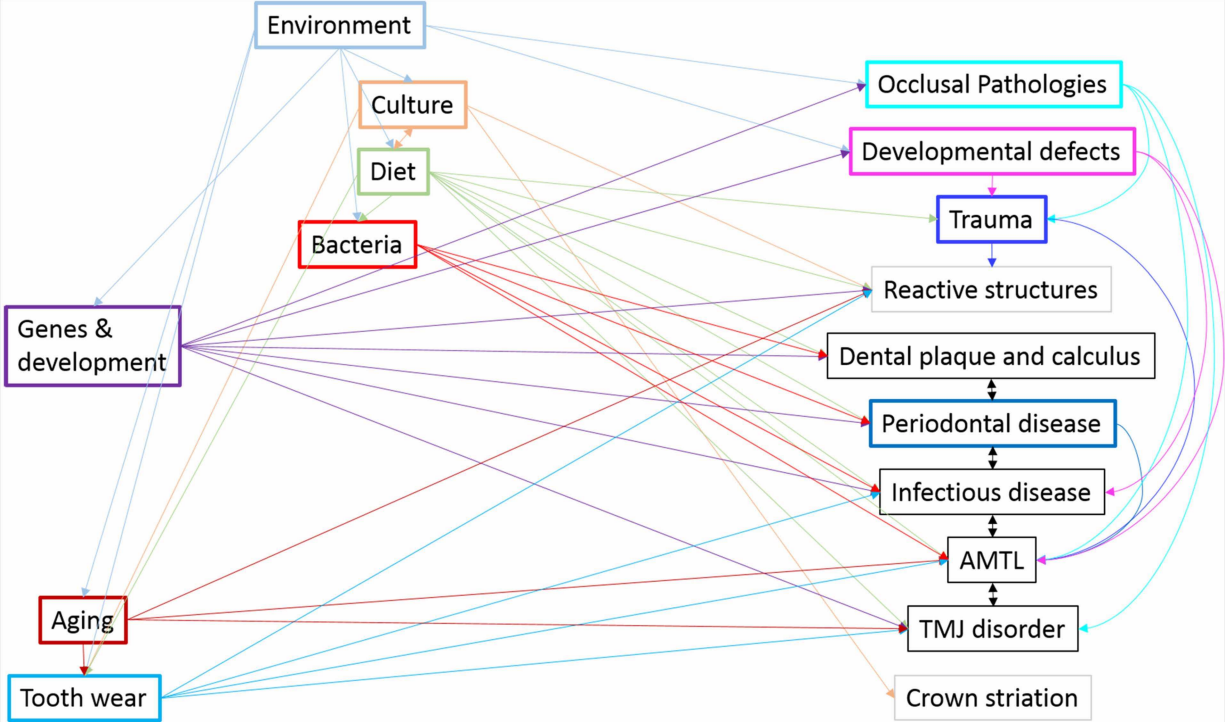 Environment
Culture
Diet
Bacteria
Genes &
development
Aging
Tooth wear
Occlusal Pathologies
Developmental defects
Trauma
Reactive structures
Dental plaque and calculus
Periodontal disease
Infectious disease
AMTL
TMJ disorder
Crown striation